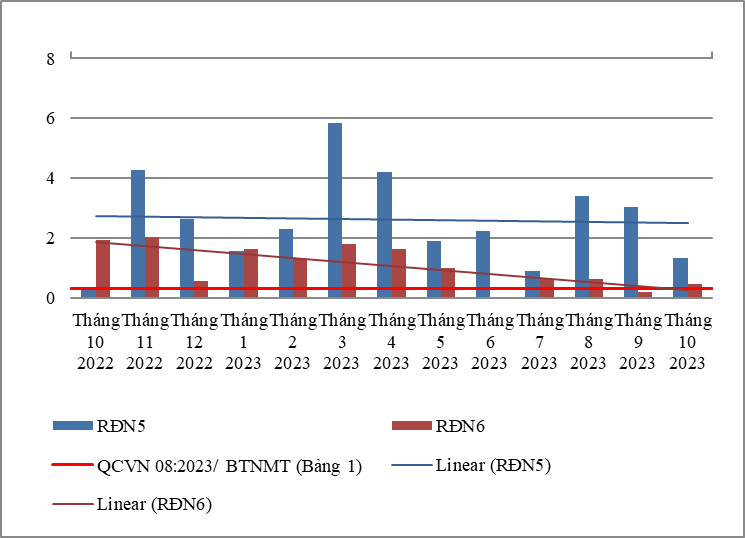 8
6
4
2
0
Tháng Tháng Tháng Tháng Tháng Tháng Tháng Tháng Tháng Tháng Tháng Tháng Tháng
10 11 12 1 2 3 4 5 6 7 8 9 10
2022 2022 2022 2023 2023 2023 2023 2023 2023 2023 2023 2023 2023
RĐN5 RĐN6
QCVN 08:2023/ BTNMT (Bảng 1) Linear (RĐN5)
Linear (RĐN6)